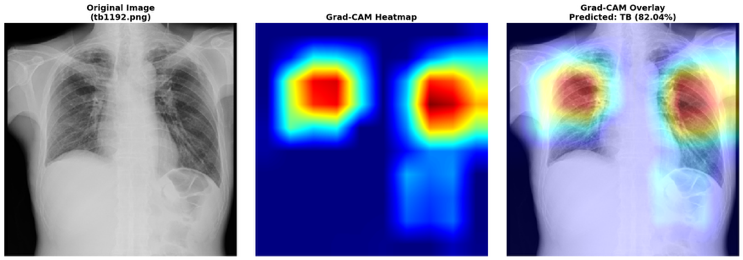 Original Image
(tb1192.png)
Grad-CAM Heatmap
Grad-CAM Overlay
Predicted: TB (82.04%)